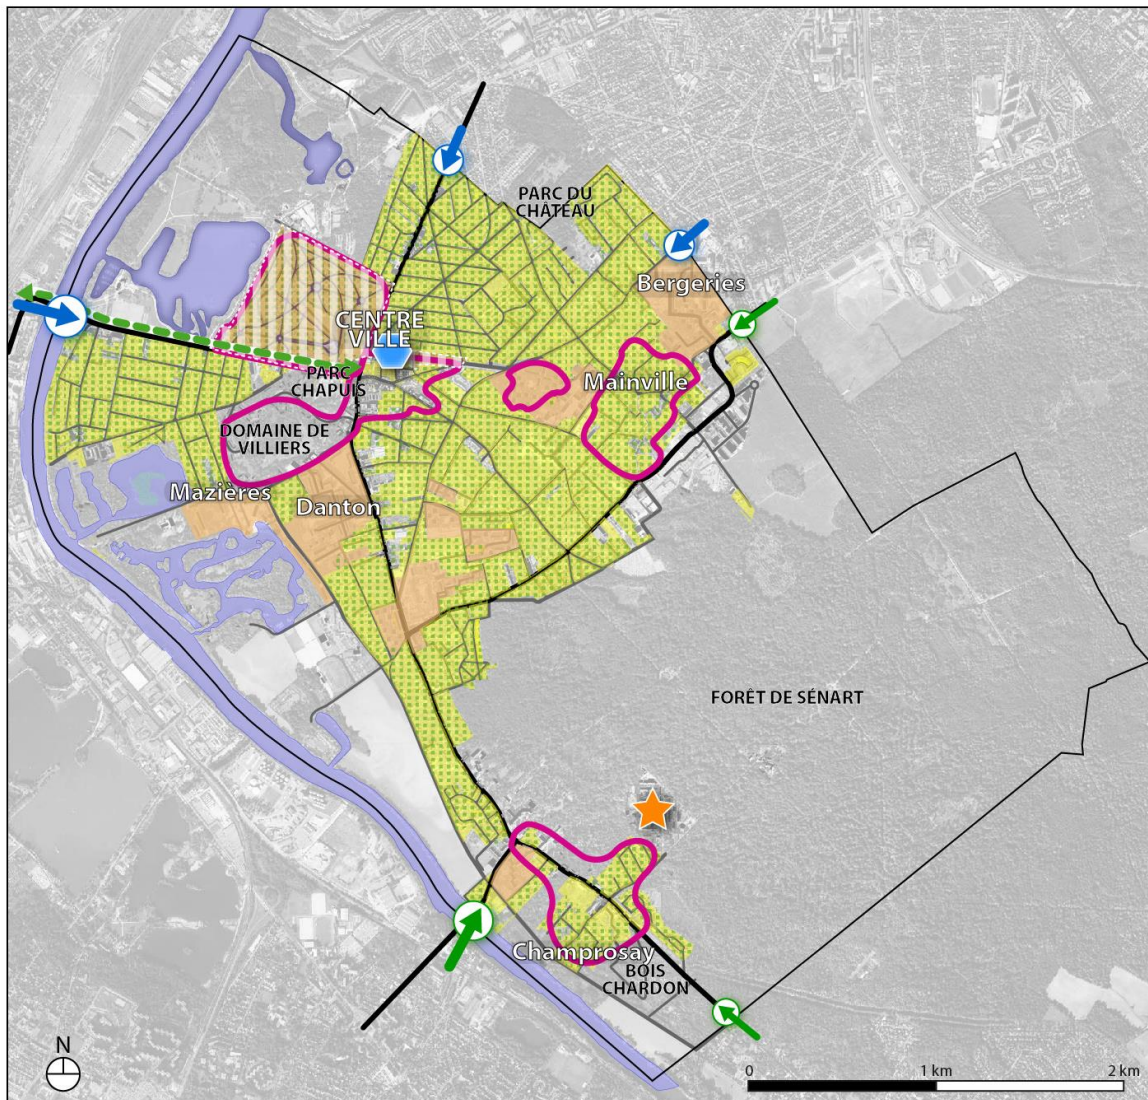 PARC DU
CHÂTEAU
Bergeries
CENTRE
VILLE
PARC
CHAPUIS
Mainville
DOMAINE DE
VILLIERS
Mazières
Danton
FORÊT DE SÉNART
Champrosay
BOIS
CHARDON
N
0 1 km 2 km